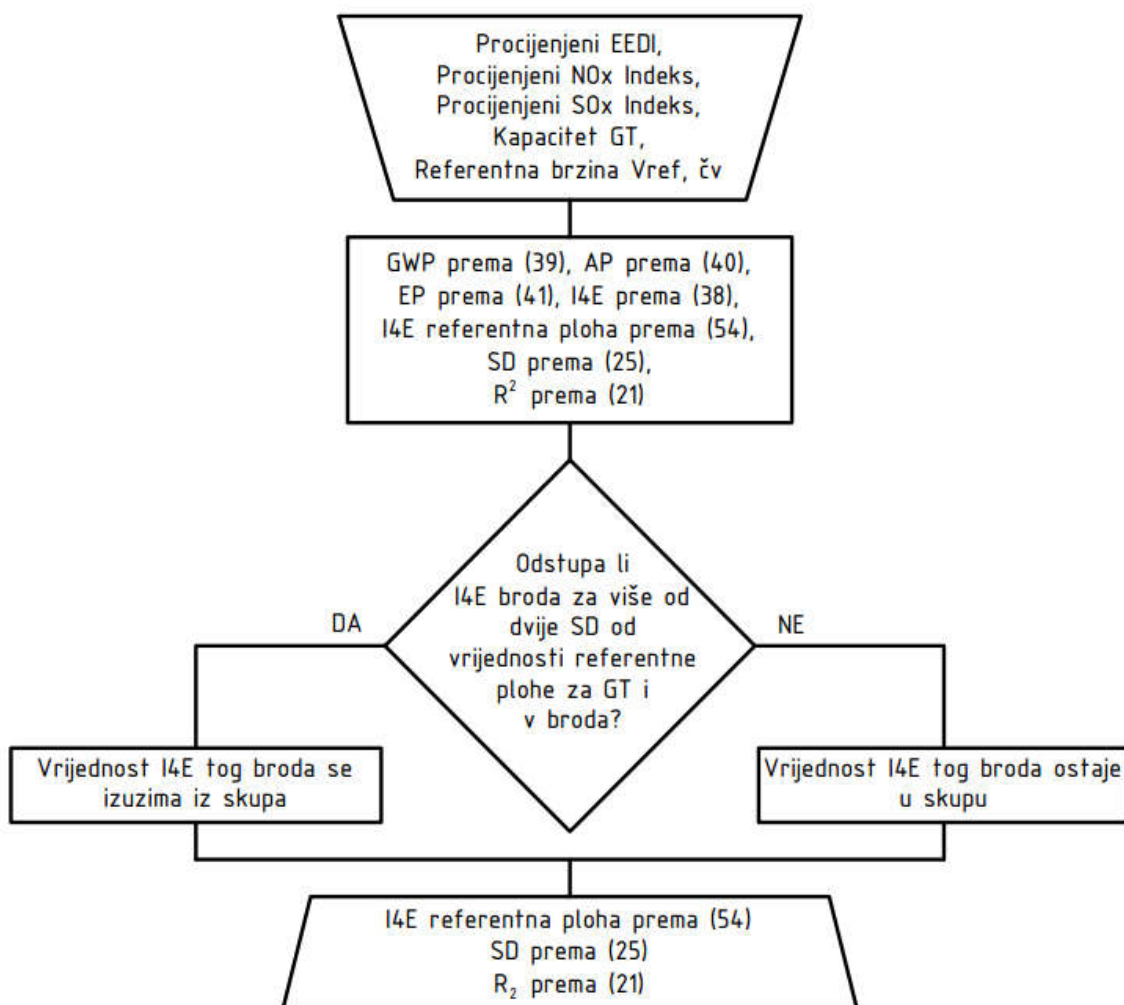 Procijenjeni EEDI,
Procijenjeni NOx Indeks,
Procijenjeni SOx Indeks,
Kapacitet GT,
Referentna brzina Vref, čv
GWP prema (39), AP prema (40),
EP prema (41), I4E prema (38),
I4E referentna ploha prema (54),
SD prema (25),
R² prema (21)
Odstupa li
I4E broda za više od
dvije SD od
vrijednosti referentne
plohe za GT i
v broda?
DA
NE
Vrijednost I4E tog broda se
izuzima iz skupa
Vrijednost I4E tog broda ostaje
u skupu
I4E referentna ploha prema (54)
SD prema (25)
R₂ prema (21)